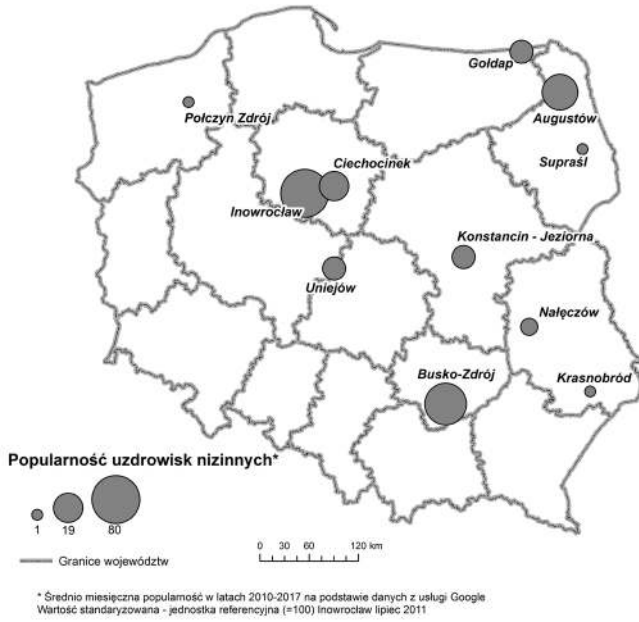 Gołdap
Połczyn Zdrój
Augustów
Supraśl
Ciechocinek
Inowrocław
Konstancin - Jeziorna
Uniejów
Nałęczów
Busko-Zdrój
Krasnobród
Popularność uzdrowisk nizinnych*
1 19 80
Granice województw
0 30 60 120 km
* Średnio miesięczna popularność w latach 2010-2017 na podstawie danych z usługi Google
Wartość standaryzowana - jednostka referencyjna (=100) Inowrocław lipiec 2011